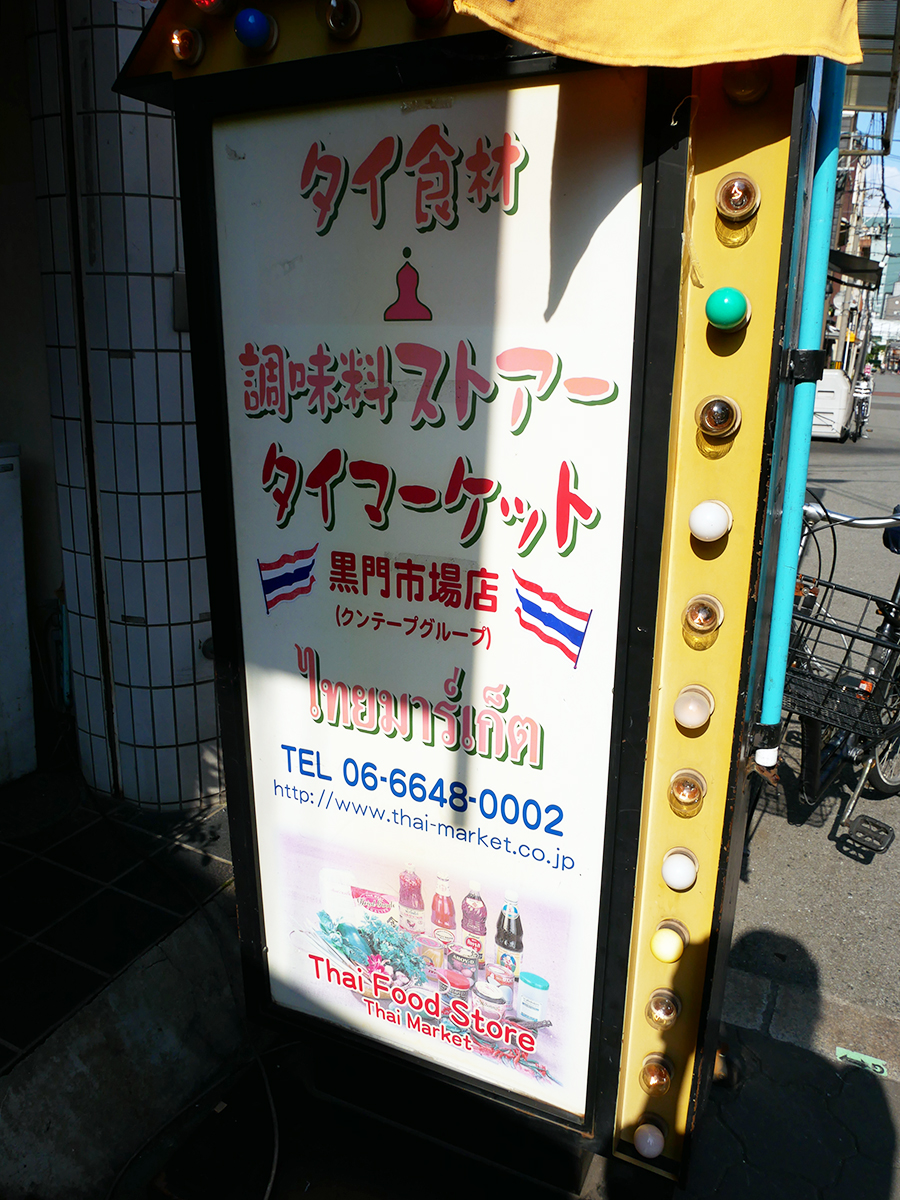 タイ食材
調味料ストアー
タイマーケット
黒門市場店
(クンテープグループ)
ไทยมาร์เก็ต
TEL 06-6648-0002
http://www.thai-market.co.jp
Thai Food Store
Thai Market